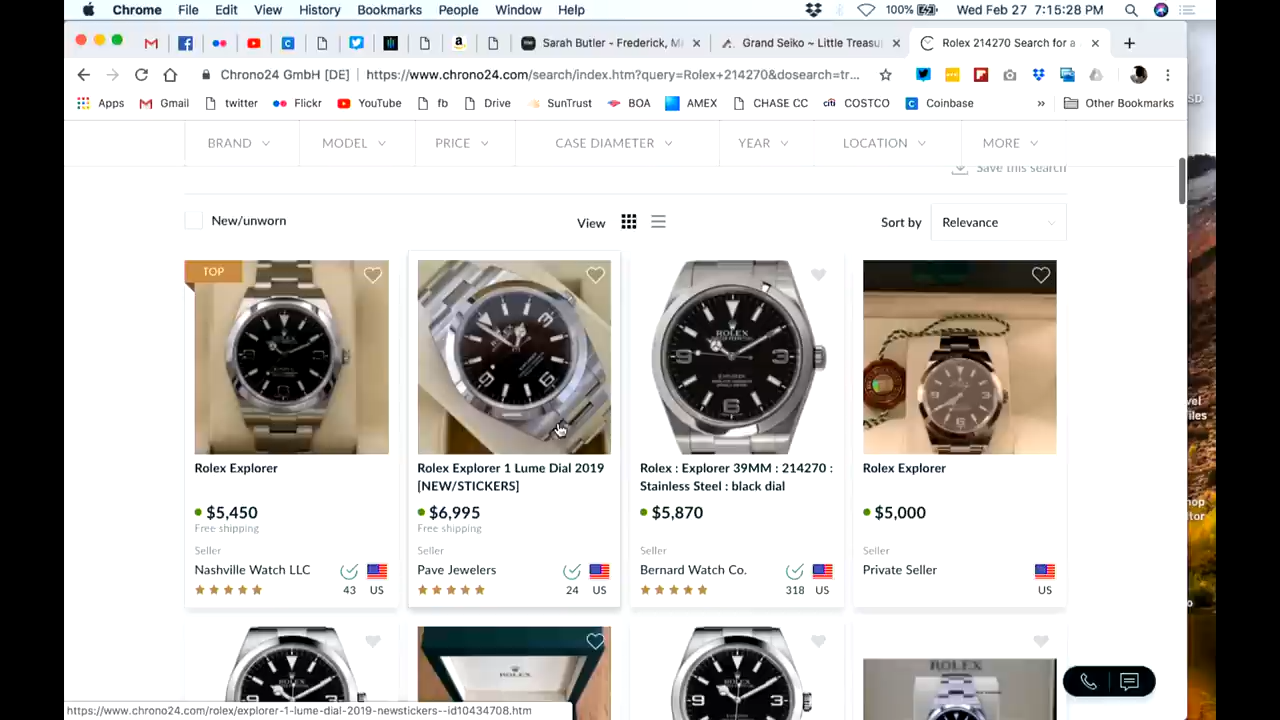 Chrome File Edit View History Bookmarks People Window Help 100% Wed Feb 27 7:15:28 PM
Sarah Butler - Frederick, M Grand Seiko ~ Little Treasu Rolex 214270 Search for a
Chrono24 GmbH [DE] https://www.chrono24.com/search/index.htm?query=Rolex+214270&dosearch=tr...
Apps Gmail twitter Flickr YouTube fb Drive SunTrust BOA AMEX CHASE CC COSTCO Coinbase » Other Bookmarks
BRAND MODEL PRICE CASE DIAMETER YEAR LOCATION MORE
Save this search
New/unworn View Sort by Relevance
TOP
Rolex Explorer
$5,450
Free shipping
Seller
Nashville Watch LLC
43 US
Rolex Explorer 1 Lume Dial 2019
[NEW/STICKERS]
$6,995
Free shipping
Seller
Pave Jewelers
24 US
ROLEX
Rolex : Explorer 39MM : 214270 :
Stainless Steel : black dial
$5,870
Seller
Bernard Watch Co.
318 US
Rolex Explorer
$5,000
Seller
Private Seller
US
ROLEX
ROLEX
https://www.chrono24.com/rolex/explorer-1-lume-dial-2019-newstickers--id10434708.htm